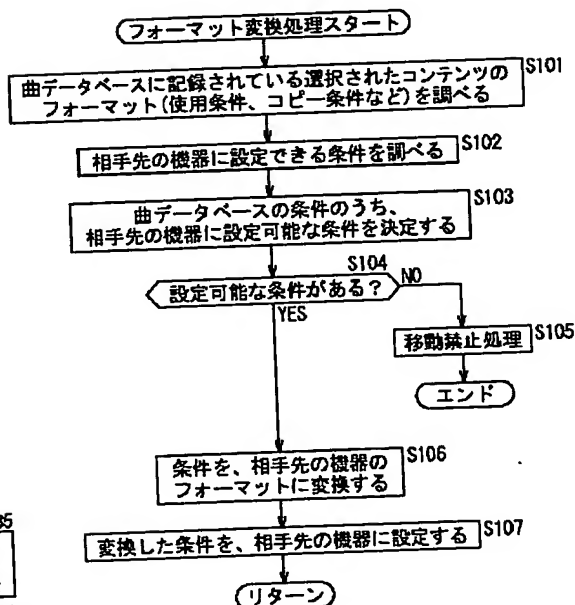 フォーマット変換処理スタート
曲データベースに記録されている選択されたコンテンツの
フォーマット(使用条件、コピー条件など)を調べる
S101
相手先の機器に設定できる条件を調べる
S102
曲データベースの条件のうち、
相手先の機器に設定可能な条件を決定する
S103
S104
設定可能な条件がある?
NO
YES
移動禁止処理
S105
エンド
条件を、相手先の機器の
フォーマットに変換する
S106
変換した条件を、相手先の機器に設定する
S107
リターン